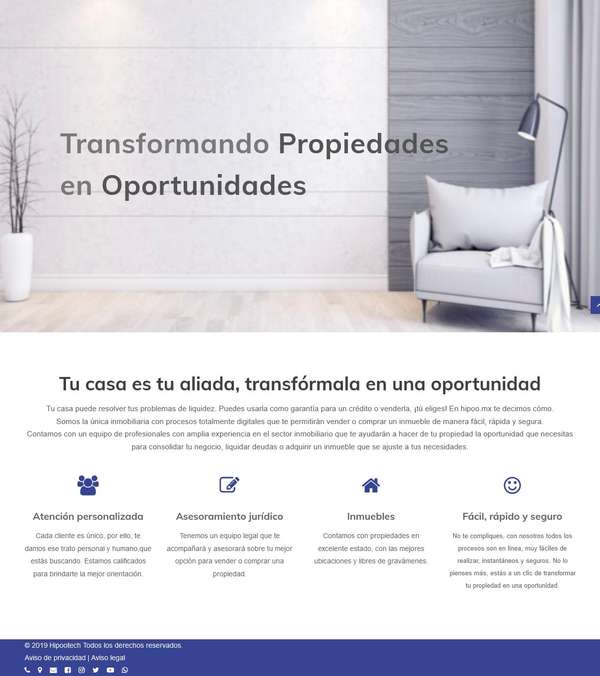 Transformando Propiedades
en Oportunidades
Tu casa es tu aliada, transfórmala en una oportunidad
Tu casa puede resolver tus problemas de liquidez. Puedes usarla como garantía para un crédito o venderla, ¡tú eliges! En hipoo.mx te decimos cómo.
Somos la única inmobiliaria con procesos totalmente digitales que te permitirán vender o comprar un inmueble de manera fácil, rápida y segura.
Contamos con un equipo de profesionales con amplia experiencia en el sector inmobiliario que te ayudarán a hacer de tu propiedad la oportunidad que necesitas
para consolidar tu negocio, liquidar deudas o adquirir un inmueble que se ajuste a tus necesidades.
Atención personalizada
Cada cliente es único, por ello, te
damos ese trato personal y humano,que
estás buscando. Estamos calificados
para brindarte la mejor orientación.
Asesoramiento jurídico
Tenemos un equipo legal que te
acompañará y asesorará sobre tu mejor
opción para vender o comprar una
propiedad.
Inmuebles
Contamos con propiedades en
excelente estado, con las mejores
ubicaciones y libres de gravámenes.
Fácil, rápido y seguro
No te compliques, con nosotros todos los
procesos son en línea, muy fáciles de
realizar, instantáneos y seguros. No lo
pienses más, estás a un clic de transformar
tu propiedad en una oportunidad.
© 2019 Hipootech Todos los derechos reservados.
Aviso de privacidad | Aviso legal